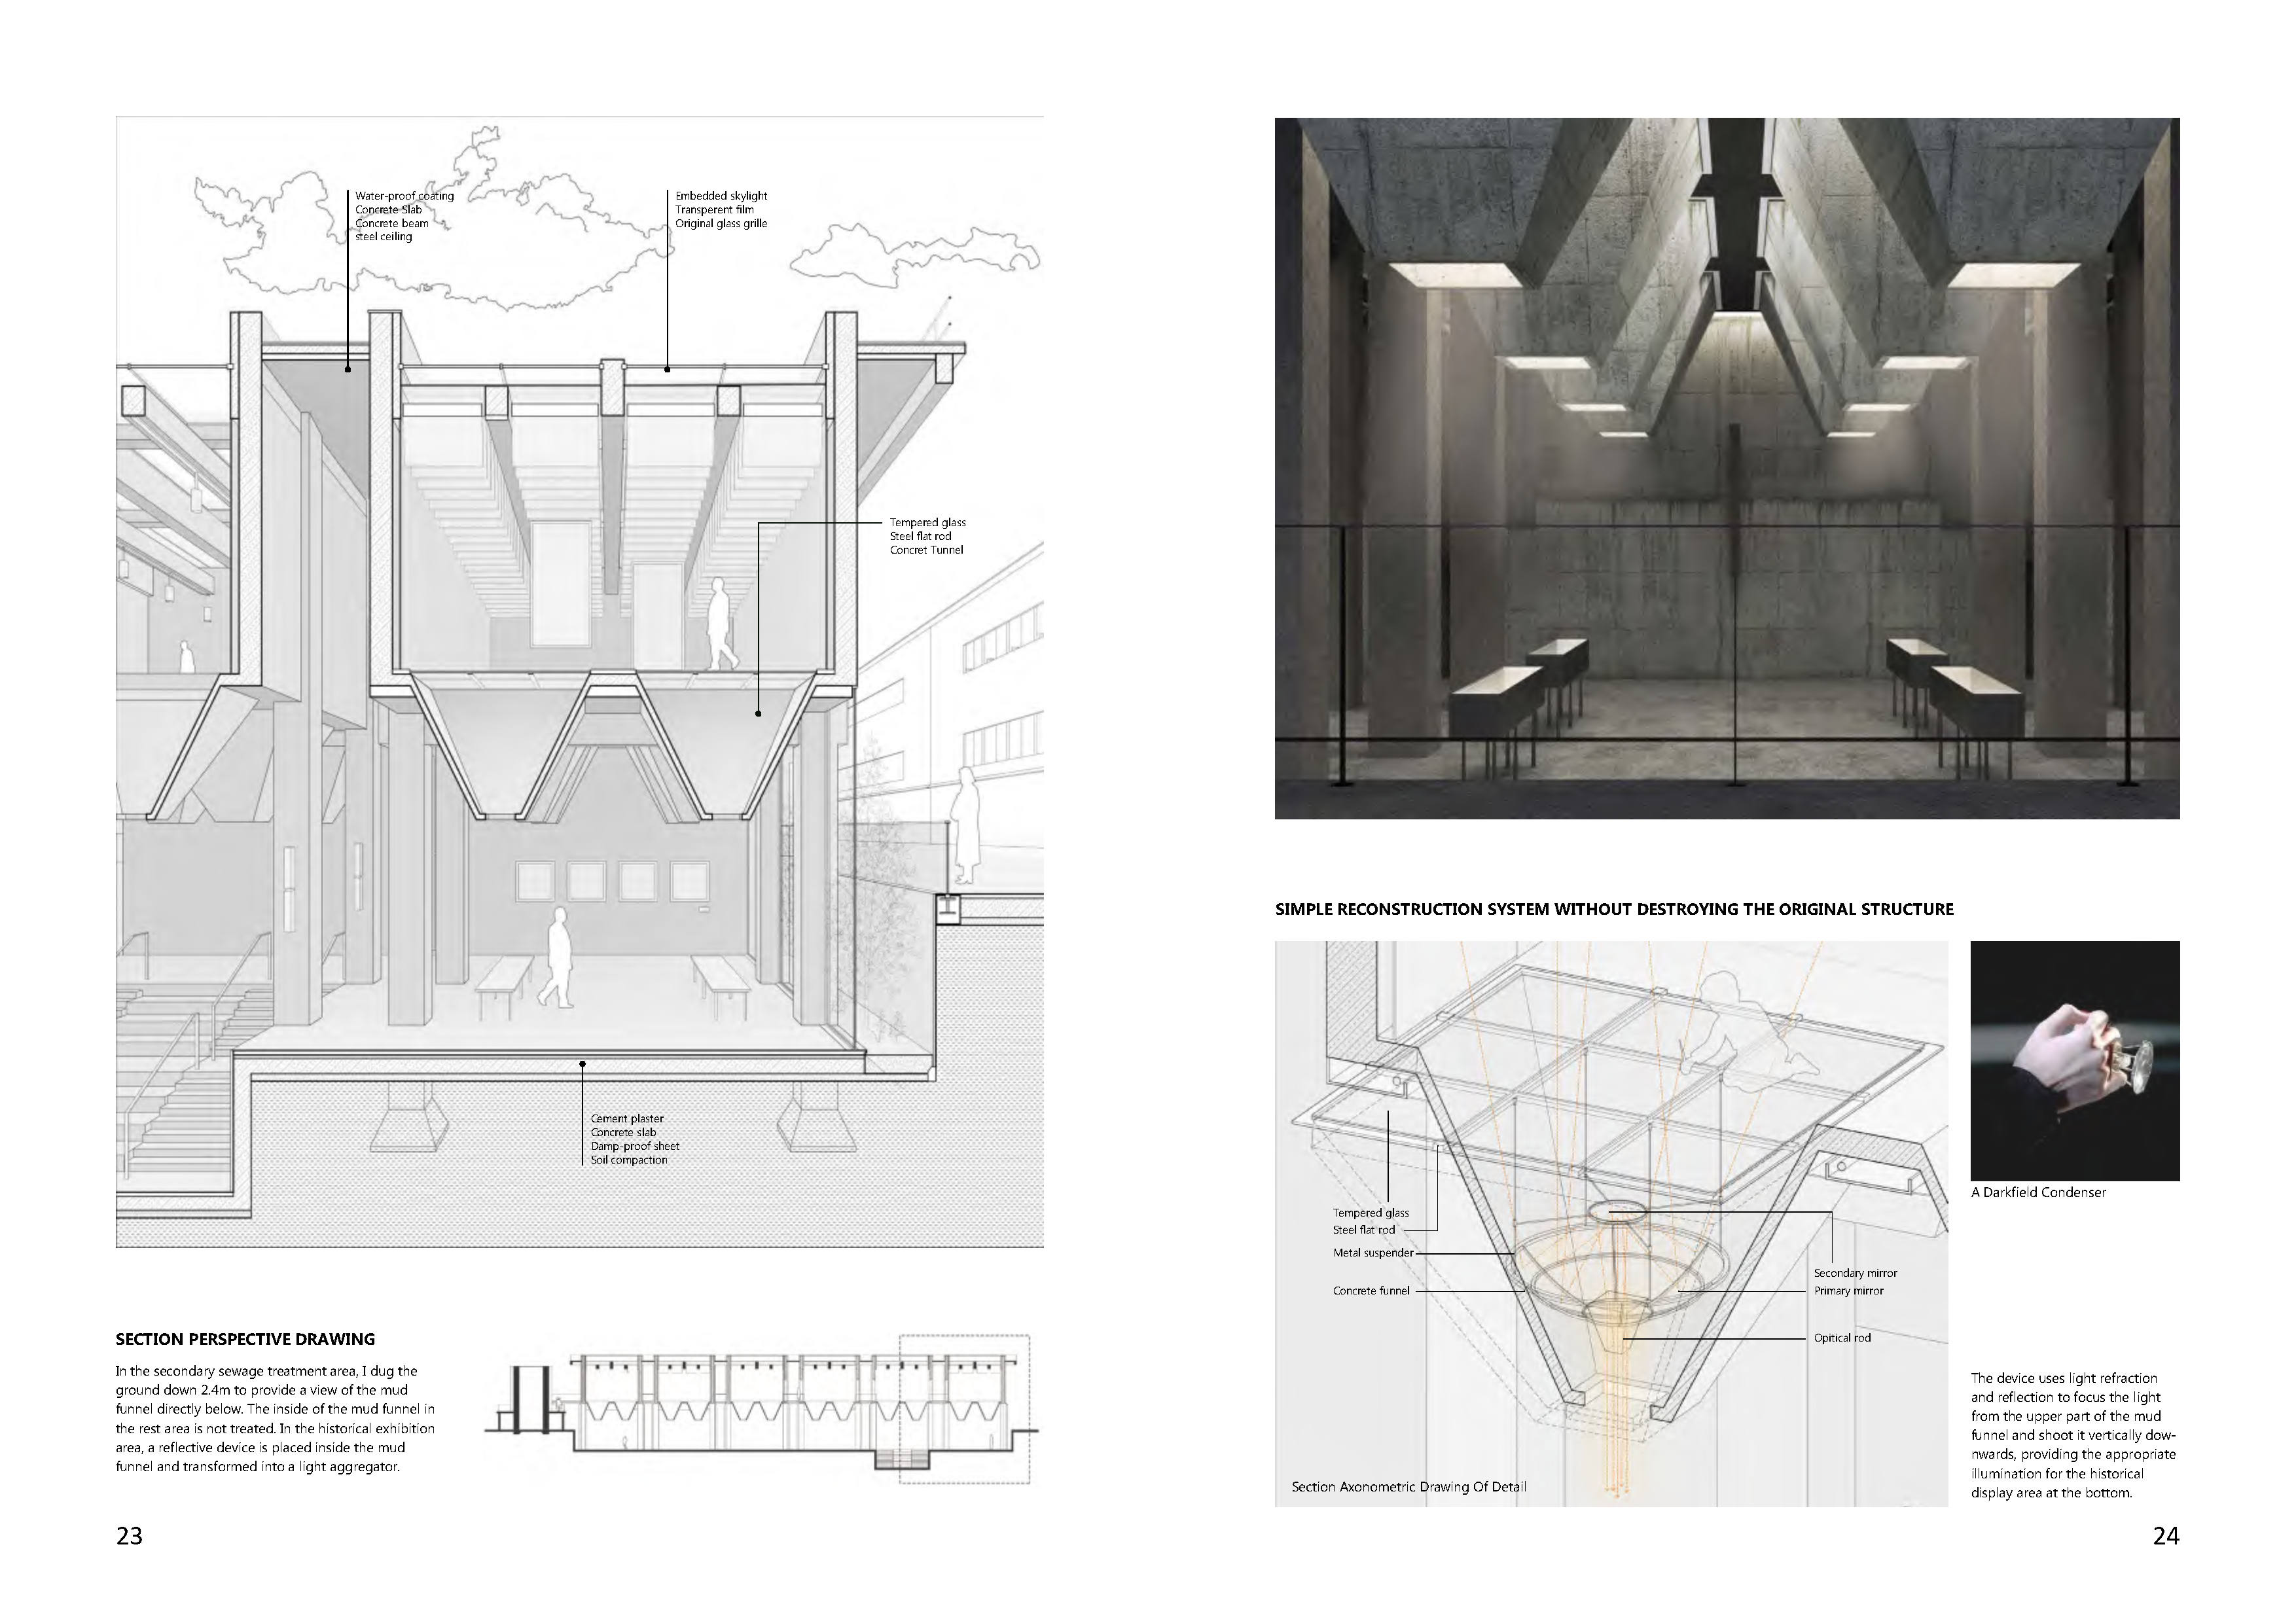 Water-proof coating
Concrete Slab
Concrete beam
steel ceiling
Embedded skylight
Transperent film
Original glass grille
Tempered glass
Steel flat rod
Concret Tunnel
Cement plaster
Concrete slab
Damp-proof sheet
Soil compaction
SECTION PERSPECTIVE DRAWING
In the secondary sewage treatment area, I dug the
ground down 2.4m to provide a view of the mud
funnel directly below. The inside of the mud funnel in
the rest area is not treated. In the historical exhibition
area, a reflective device is placed inside the mud
funnel and transformed into a light aggregator.
23
SIMPLE RECONSTRUCTION SYSTEM WITHOUT DESTROYING THE ORIGINAL STRUCTURE
Tempered glass
Steel flat rod
Metal suspender
Concrete funnel
Secondary mirror
Primary mirror
Opitical rod
Section Axonometric Drawing Of Detail
A Darkfield Condenser
The device uses light refraction
and reflection to focus the light
from the upper part of the mud
funnel and shoot it vertically dow-
nwards, providing the appropriate
illumination for the historical
display area at the bottom.
24